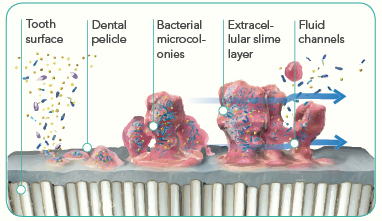 Tooth
surface
Dental
pelicle
Bacterial
microcol-
onies
Extracel-
lular slime
layer
Fluid
channels